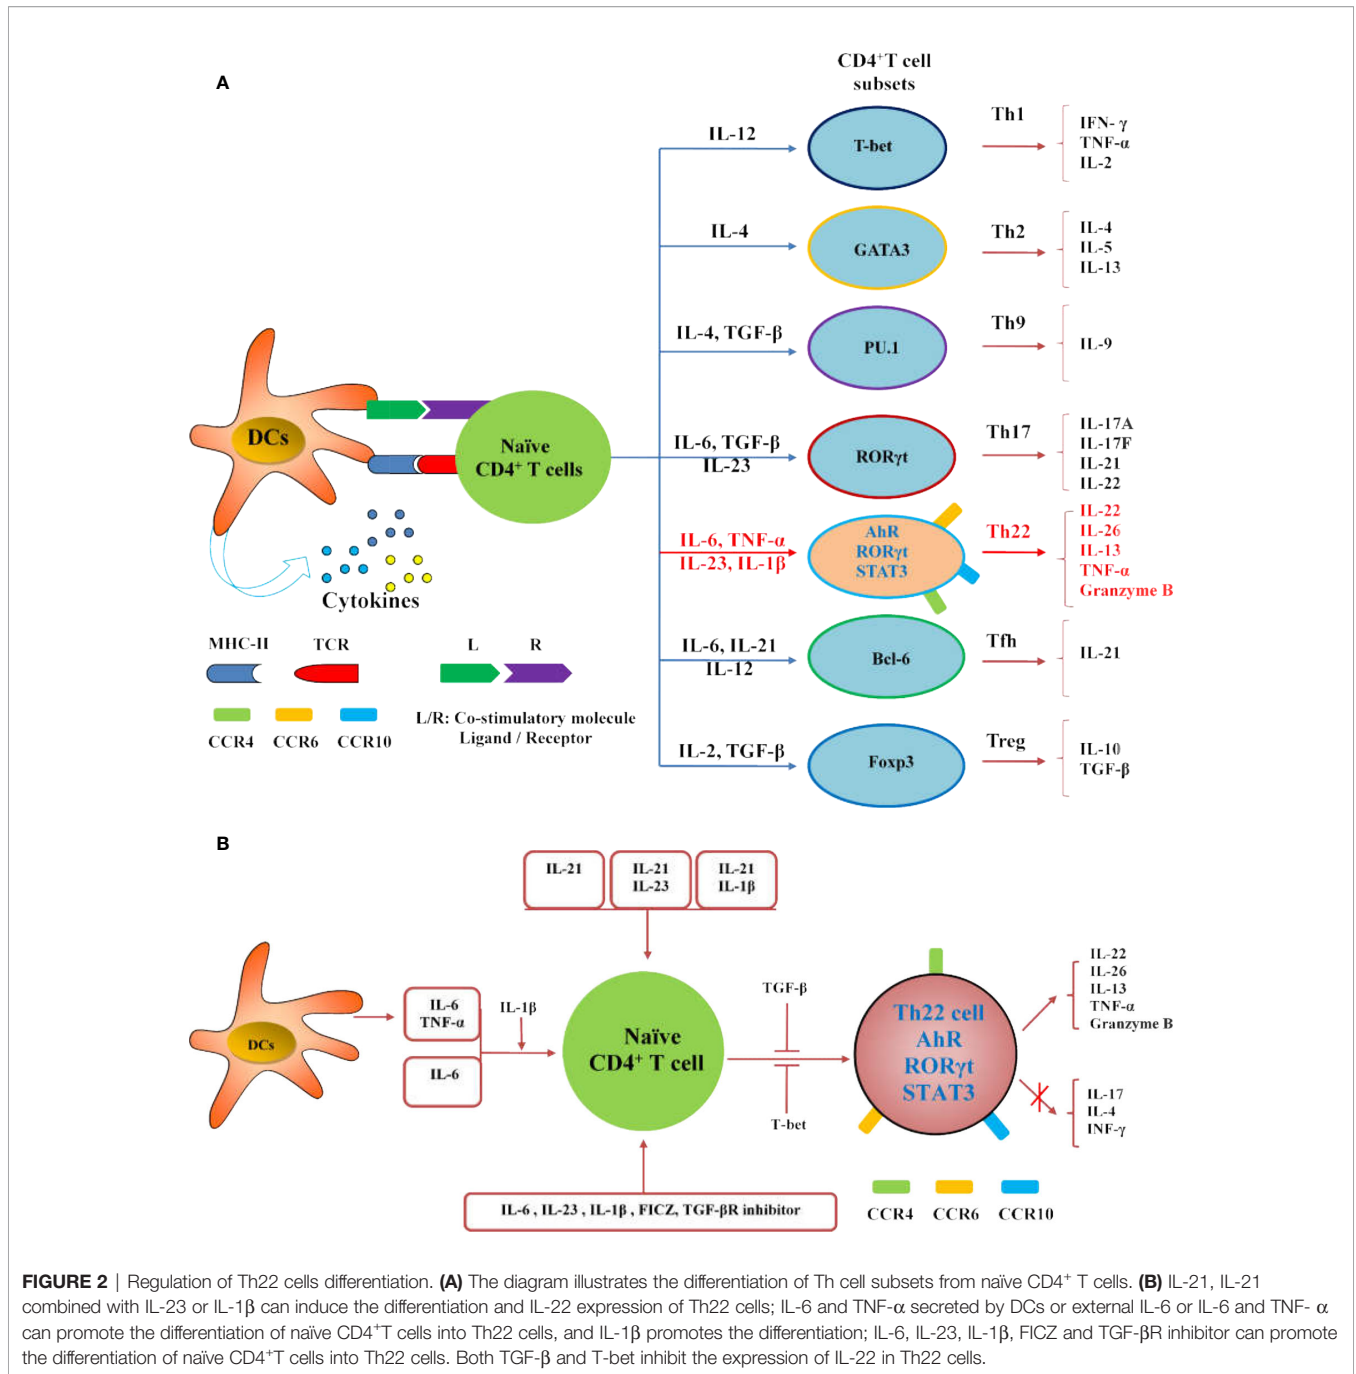 A
CD4⁺T cell
subsets
IL-12
T-bet
Th1
IFN- γ
TNF-α
IL-2
IL-4
GATA3
Th2
IL-4
IL-5
IL-13
IL-4, TGF-β
PU.1
Th9
IL-9
DCs
Naïve
CD4⁺ T cells
IL-6, TGF-β
IL-23
RORγt
Th17
IL-17A
IL-17F
IL-21
IL-22
IL-6, TNF-α
IL-23, IL-1β
AhR
RORγt
STAT3
Th22
IL-22
IL-26
IL-13
TNF-α
Granzyme B
Cytokines
MHC-II
TCR
L
R
IL-6, IL-21
IL-12
Bcl-6
Tfh
IL-21
CCR4
CCR6
CCR10
L/R: Co-stimulatory molecule
Ligand / Receptor
IL-2, TGF-β
Foxp3
Treg
IL-10
TGF-β
B
IL-21
IL-21
IL-23
IL-21
IL-1β
DCs
IL-6
TNF-α
IL-6
IL-1β
Naïve
CD4⁺ T cell
TGF-β
T-bet
Th22 cell
AhR
RORγt
STAT3
IL-22
IL-26
IL-13
TNF-α
Granzyme B
IL-17
IL-4
INF-γ
IL-6 , IL-23 , IL-1β , FICZ, TGF-βR inhibitor
CCR4
CCR6
CCR10
FIGURE 2 | Regulation of Th22 cells differentiation. (A) The diagram illustrates the differentiation of Th cell subsets from naïve CD4⁺ T cells. (B) IL-21, IL-21
combined with IL-23 or IL-1β can induce the differentiation and IL-22 expression of Th22 cells; IL-6 and TNF-α secreted by DCs or external IL-6 or IL-6 and TNF- α
can promote the differentiation of naïve CD4⁺T cells into Th22 cells, and IL-1β promotes the differentiation; IL-6, IL-23, IL-1β, FICZ and TGF-βR inhibitor can promote
the differentiation of naïve CD4⁺T cells into Th22 cells. Both TGF-β and T-bet inhibit the expression of IL-22 in Th22 cells.